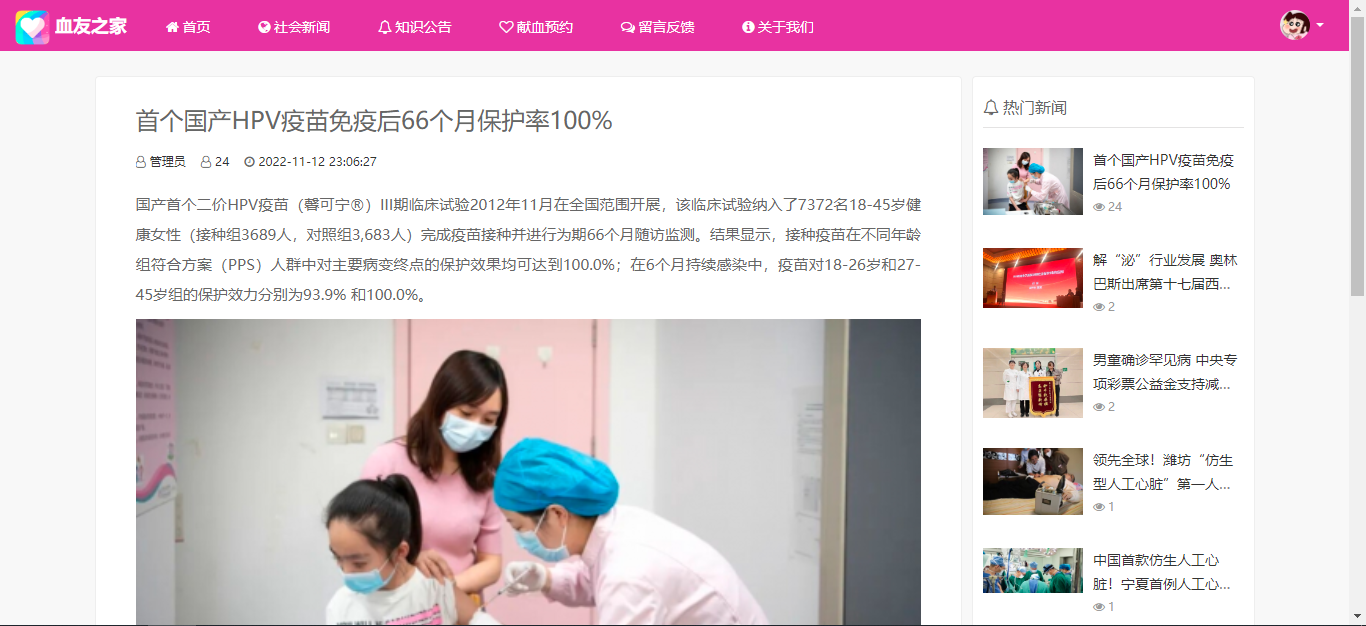 血友之家
首页
社会新闻
知识公告
献血预约
留言反馈
关于我们
首个国产HPV疫苗免疫后66个月保护率100%
管理员 24 2022-11-12 23:06:27
国产首个二价HPV疫苗（馨可宁®）III期临床试验2012年11月在全国范围开展，该临床试验纳入了7372名18-45岁健
康女性（接种组3689人，对照组3,683人）完成疫苗接种并进行为期66个月随访监测。结果显示，接种疫苗在不同年龄
组符合方案（PPS）人群中对主要病变终点的保护效果均可达到100.0%；在6个月持续感染中，疫苗对18-26岁和27-
45岁组的保护效力分别为93.9% 和100.0%。
热门新闻
首个国产HPV疫苗免疫
后66个月保护率100%
24
解“泌”行业发展 奥林
巴斯出席第十七届西...
2
男童确诊罕见病 中央专
项彩票公益金支持减...
2
领先全球！潍坊“仿生
型人工心脏”第一人...
1
中国首款仿生人工心
脏！宁夏首例人工心...
1